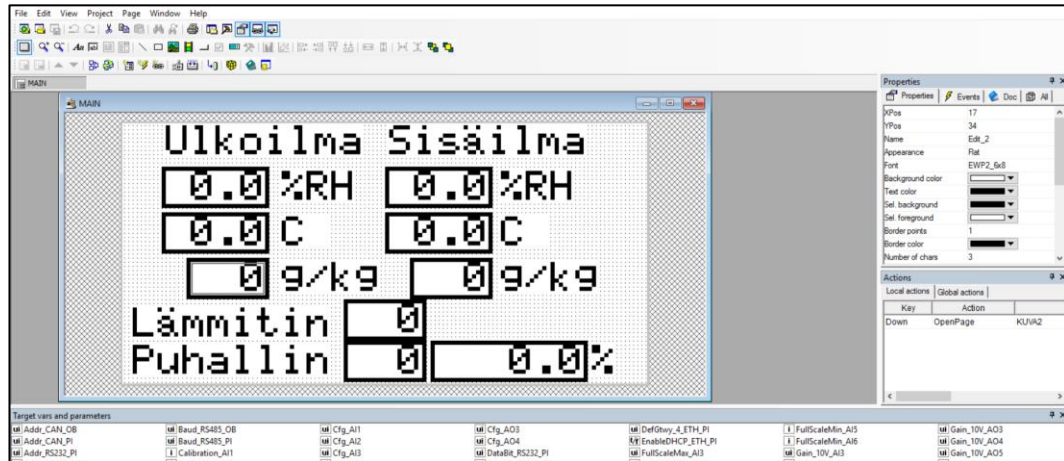 File Edit View Project Page Window Help
MAIN
MAIN
Ulkoilma Sisäilma
0.0 %RH 0.0 %RH
0.0 C 0.0 C
0 g/kg 0 g/kg
Lämmitin 0
Puhallin 0 0.0%
Properties
Properties Events Doc All
XPos 17
YPos 34
Name Edit_2
Appearance Flat
Font EWP2_6x8
Background color
Text color
Sel. background
Sel. foreground
Border points 1
Border color
Number of chars 3
Actions
Local actions Global actions
Key Action
Down OpenPage KUVA2
Target vars and parameters
Addr_CAN_OB Baud_RS485_OB Cfg_AI1 Cfg_AO3 DefGtwy_4_ETH_PI FullScaleMin_AI5 Gain_10V_AO3
Addr_CAN_PI Baud_RS485_PI Cfg_AI2 Cfg_AO4 EnableDHCP_ETH_PI FullScaleMin_AI6 Gain_10V_AO4
Addr_RS232_PI Calibration_AI1 Cfg_AI3 DataBit_RS232_PI FullScaleMax_AI3 Gain_10V_AI3 Gain_10V_AO5